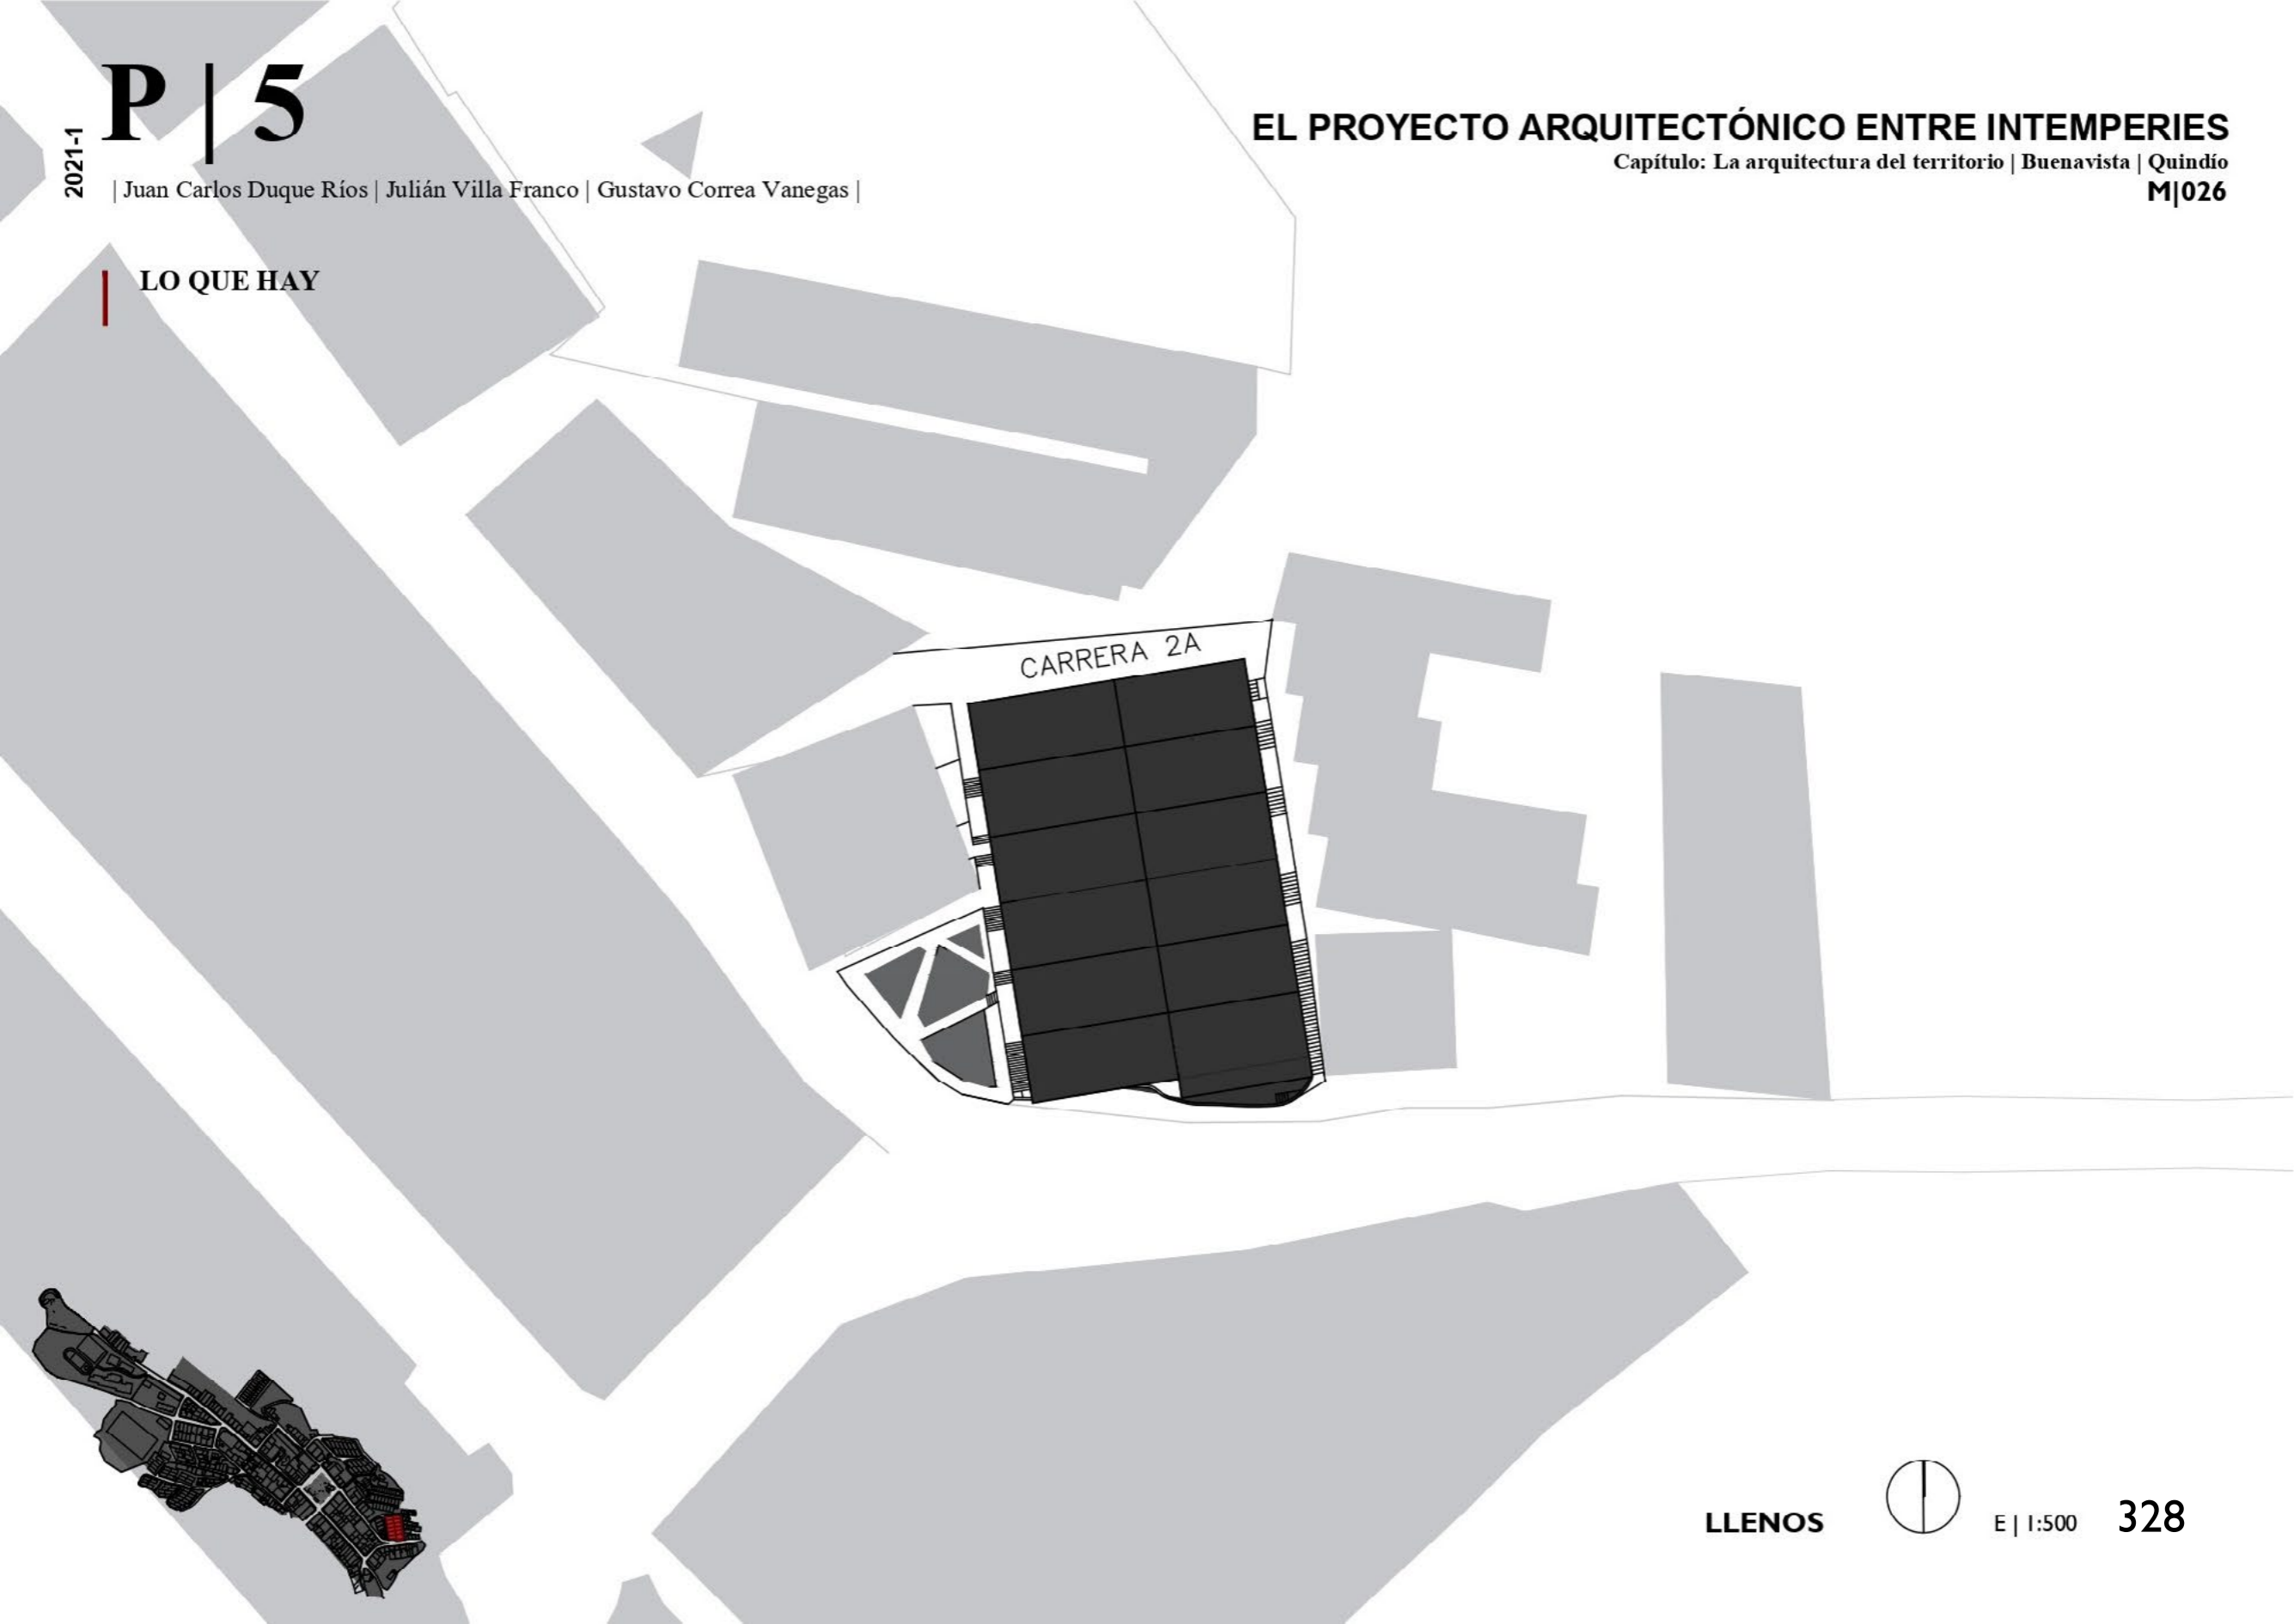 P | 5
2021-1
| Juan Carlos Duque Ríos | Julián Villa Franco | Gustavo Correa Vanegas |
EL PROYECTO ARQUITECTÓNICO ENTRE INTEMPERIES
Capítulo: La arquitectura del territorio | Buenavista | Quindío
M|026
LO QUE HAY
CARRERA 2A
LLENOS
E | 1:500
328